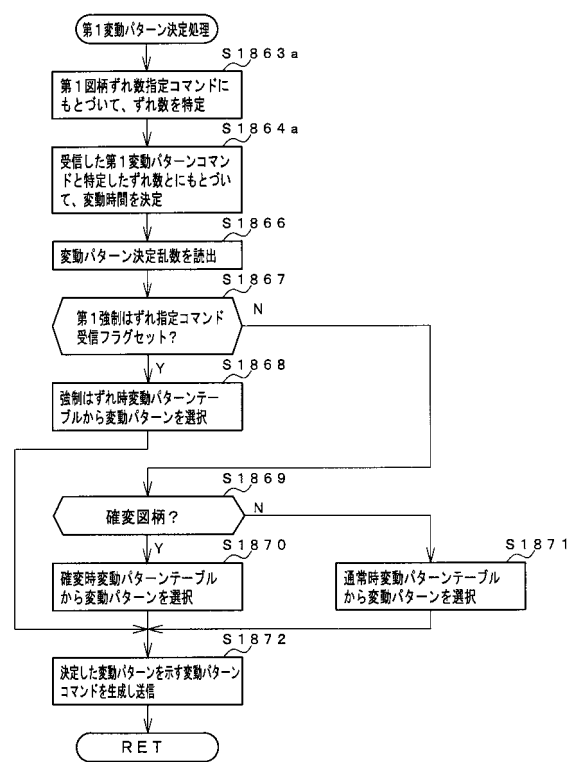 第1変動パターン決定処理
S1863a
第1図柄ずれ数指定コマンドに
もとづいて、ずれ数を特定
S1864a
受信した第1変動パターンコマン
ドと特定したずれ数とにもとづい
て、変動時間を決定
S1866
変動パターン決定乱数を読出
S1867
第1強制はずれ指定コマンド
受信フラグセット?
N
Y
S1868
強制はずれ時変動パターンテー
ブルから変動パターンを選択
S1869
確変図柄?
N
Y
S1870
確変時変動パターンテーブル
から変動パターンを選択
S1871
通常時変動パターンテーブル
から変動パターンを選択
S1872
決定した変動パターンを示す変動パターン
コマンドを生成し送信
RET